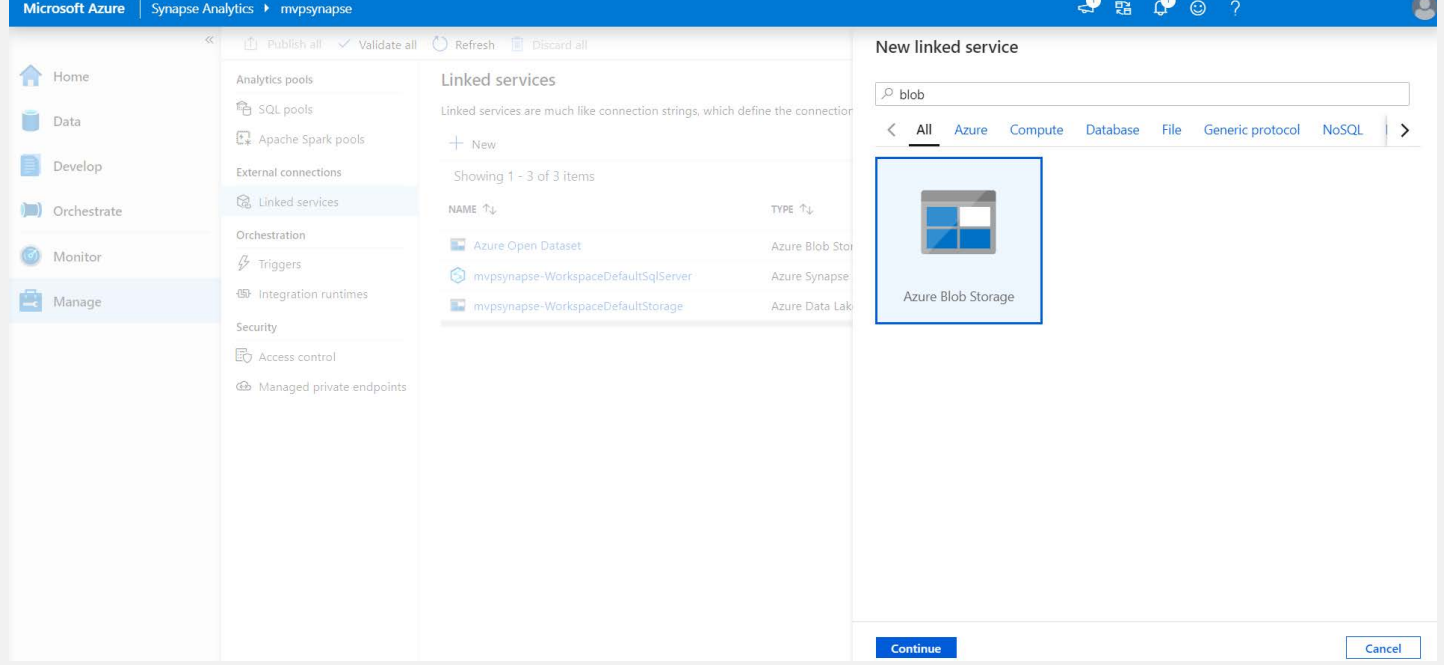 Microsoft Azure Synapse Analytics mvpsynapse
Home
Data
Develop
Orchestrate
Monitor
Manage
Publish all Validate all Refresh Discard all
Analytics pools
SQL pools
Apache Spark pools
External connections
Linked services
Orchestration
Triggers
Integration runtimes
Security
Access control
Managed private endpoints
Linked services
Linked services are much like connection strings, which define the connection
New
Showing 1 - 3 of 3 items
NAME TYPE
Azure Open Dataset Azure Blob Stor
mvpsynapse-WorkspaceDefaultSqlServer Azure Synapse
mvpsynapse-WorkspaceDefaultStorage Azure Data Lak
New linked service
blob
All Azure Compute Database File Generic protocol NoSQL
Azure Blob Storage
Continue Cancel